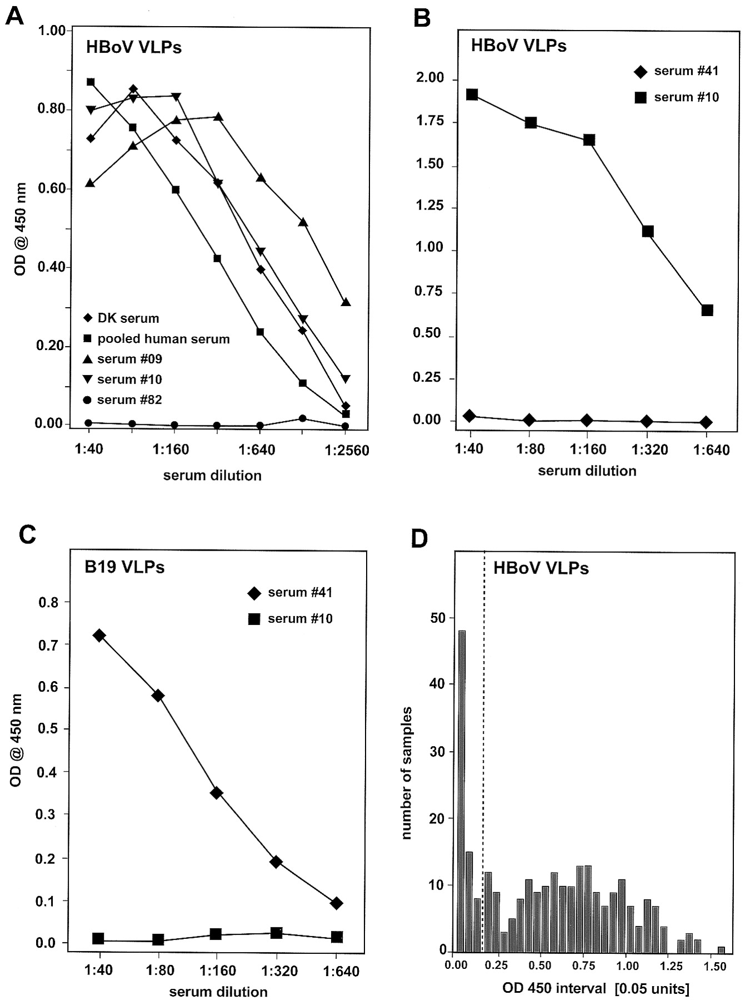 A
HBoV VLPs
1.00
0.80
0.60
0.40
0.20
0.00
OD @ 450 nm
DK serum
pooled human serum
serum #09
serum #10
serum #82
1:40 1:160 1:640 1:2560
serum dilution
B
HBoV VLPs
serum #41
serum #10
2.00
1.75
1.50
1.25
1.00
0.75
0.50
0.25
0.00
1:40 1:80 1:160 1:320 1:640
serum dilution
C
B19 VLPs
serum #41
serum #10
0.8
0.7
0.6
0.5
0.4
0.3
0.2
0.1
0.0
OD @ 450 nm
1:40 1:80 1:160 1:320 1:640
serum dilution
D
HBoV VLPs
50
40
30
20
10
0
number of samples
0.00 0.25 0.50 0.75 1.00 1.25 1.50
OD 450 interval [0.05 units]